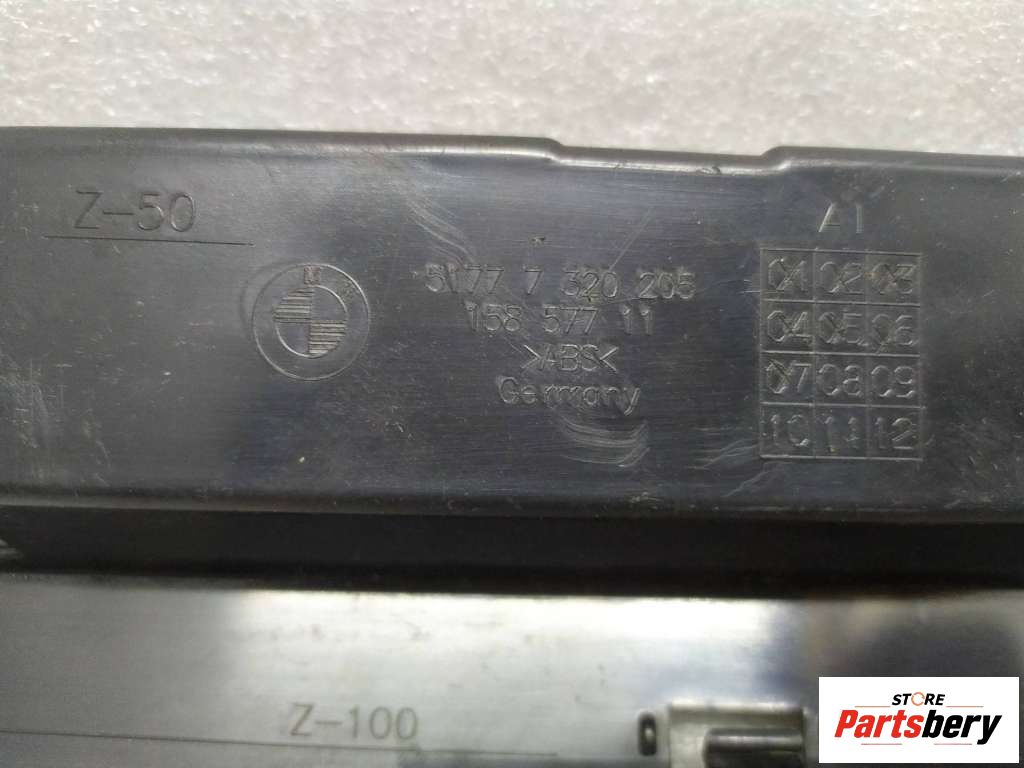 Z-50
A1
51777 7 320 205
158 577 11
>ABS<
Germany
01 02 03
04 05 06
07 08 09
10 11 12
Z-100
STORE
Partsbery